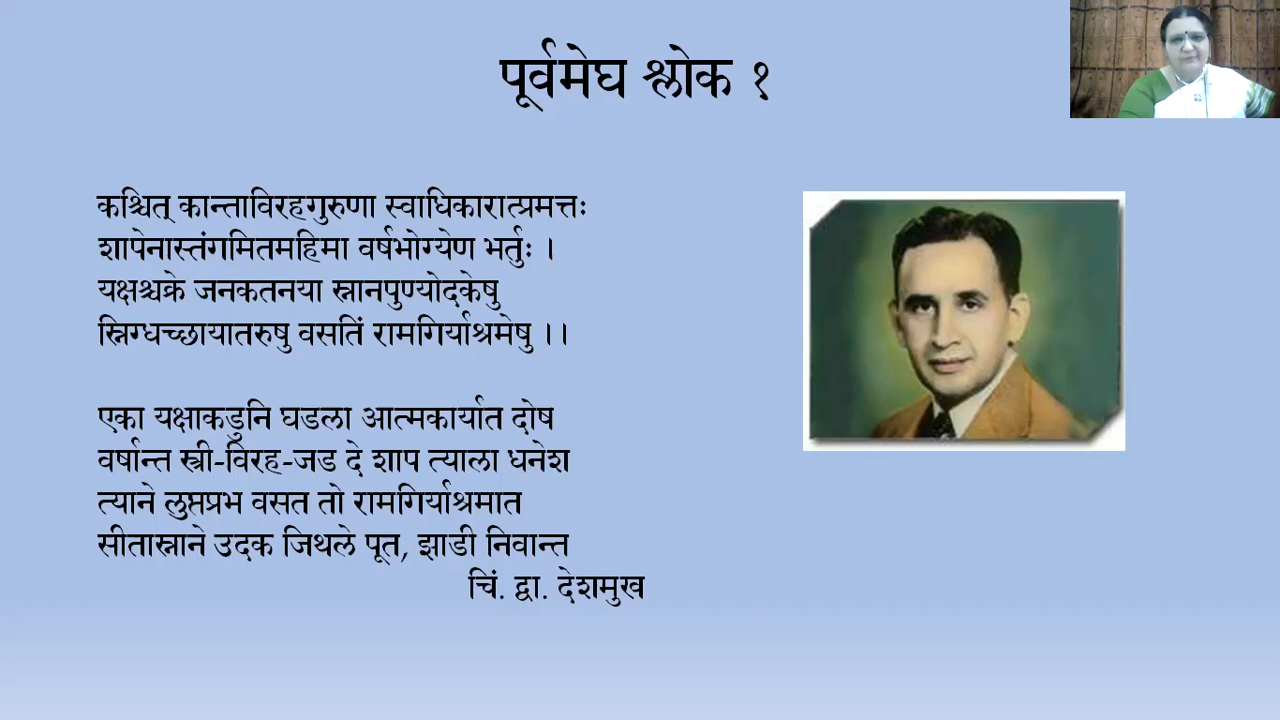 पूर्वमेघ श्लोक १
कश्चित् कान्ताविरहगुरुणा स्वाधिकारात्प्रमत्तः
शापेनास्तंगमितमहिमा वर्षभोग्येण भर्तुः ।
यक्षश्चक्रे जनकतनया स्नानपुण्योदकेषु
स्निग्धच्छायातरुषु वसतिं रामगिर्याश्रमेषु ।।
एका यक्षाकडुनि घडला आत्मकार्यात दोष
वर्षान्त स्त्री-विरह-जड दे शाप त्याला धनेश
त्याने लुप्तप्रभ वसत तो रामगिर्याश्रमात
सीतास्नाने उदक जिथले पूत, झाडी निवान्त
चिं. द्वा. देशमुख